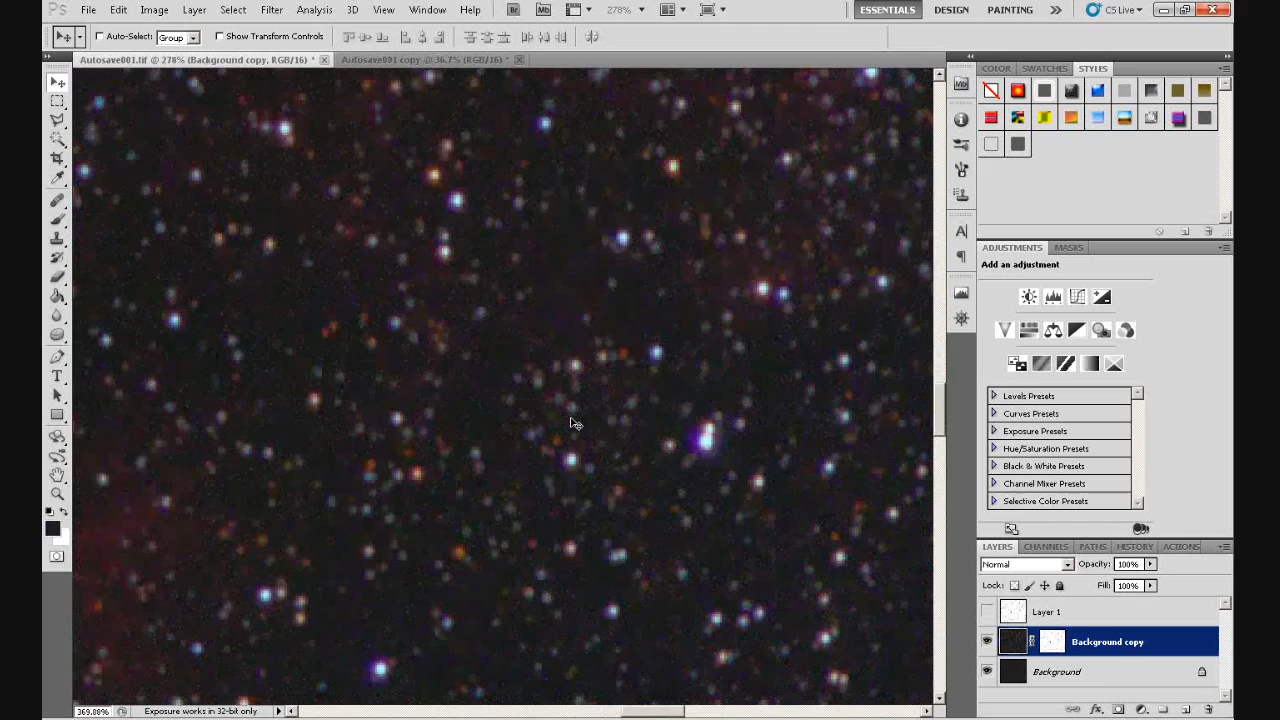 Ps File Edit Image Layer Select Filter Analysis 3D View Window Help Br Mb 278% ESSENTIALS DESIGN PAINTING CS Live
Auto-Select: Group Show Transform Controls
Autosave001.tif @ 278% (Background copy, RGB/16) * Autosave001 copy @ 36.7% (RGB/16) *
COLOR SWATCHES STYLES
Mb
A
T
ADJUSTMENTS MASKS
Add an adjustment
Levels Presets
Curves Presets
Exposure Presets
Hue/Saturation Presets
Black & White Presets
Channel Mixer Presets
Selective Color Presets
LAYERS CHANNELS PATHS HISTORY ACTIONS
Normal Opacity: 100%
Lock: Fill: 100%
Layer 1
Background copy
Background
fx
369.88% Exposure works in 32-bit only